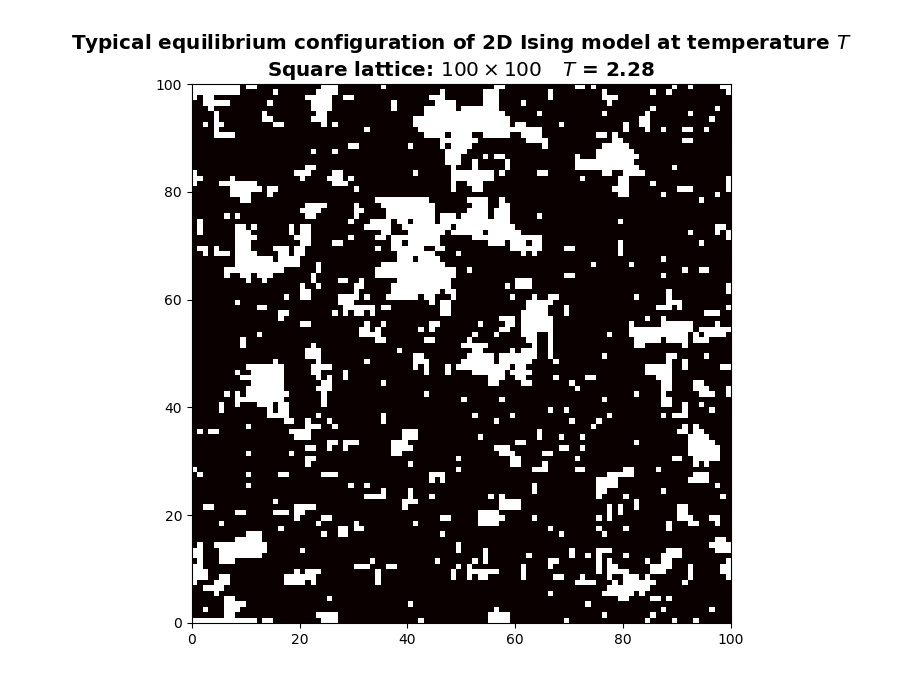 Typical equilibrium configuration of 2D Ising model at temperature T
Square lattice: 100 × 100 T = 2.28
100
80
60
40
20
0
0 20 40 60 80 100